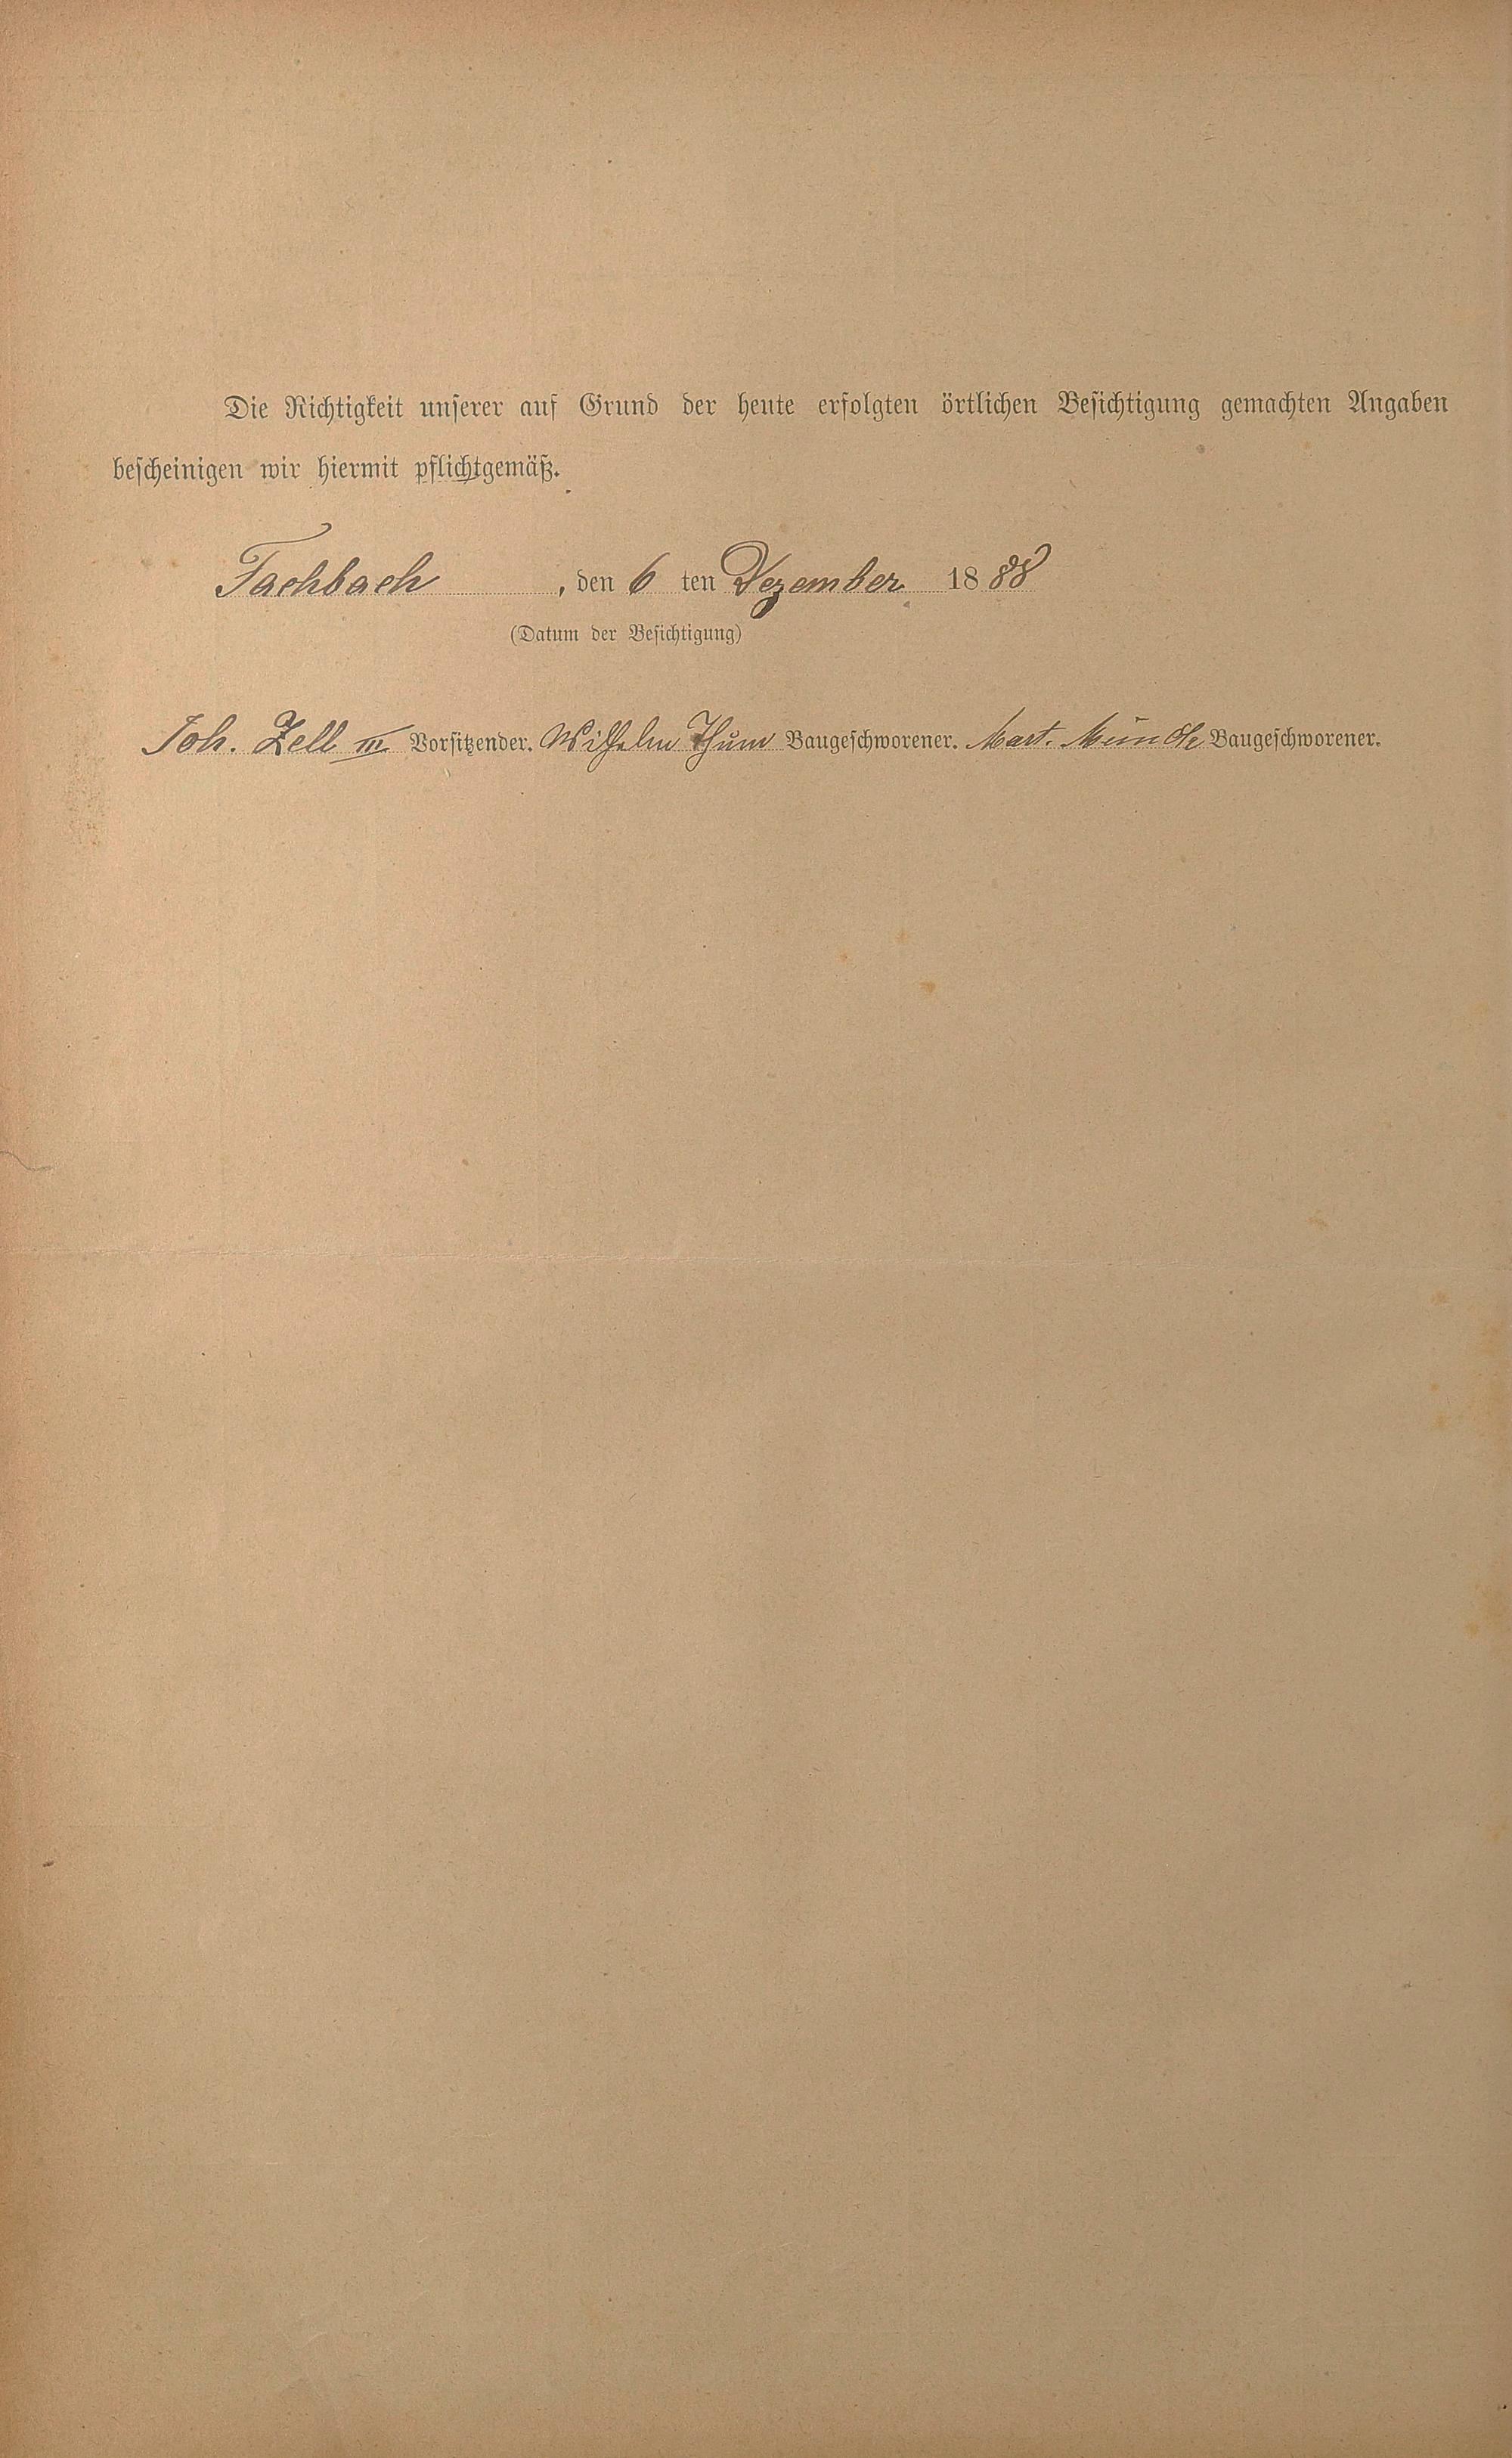 Die Richtigkeit unserer auf Grund der heute erfolgten örtlichen Besichtigung gemachten Angaben
bescheinigen wir hiermit pflichtgemäß.
Fachbach, den 6 ten Dezember 1888
(Datum der Besichtigung)
Joh. Zell III Vorsitzender. Wilhelm Thum Baugeschworener. Mart. Baugeschworener.